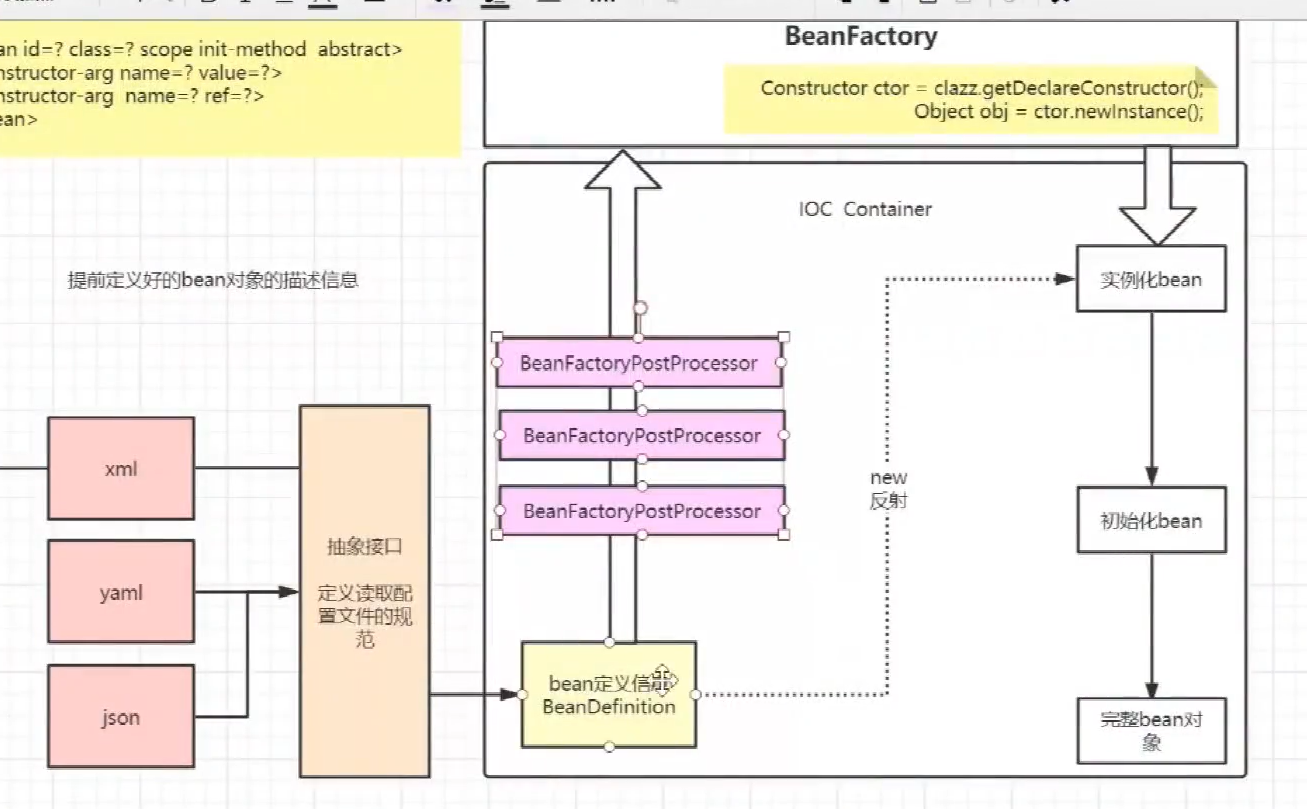 an id=? class=? scope init-method abstract>
nstructor-arg name=? value=?>
nstructor-arg name=? ref=?>
ean>
BeanFactory
Constructor ctor = clazz.getDeclareConstructor();
Object obj = ctor.newInstance();
IOC Container
提前定义好的bean对象的描述信息
实例化bean
BeanFactoryPostProcessor
BeanFactoryPostProcessor
BeanFactoryPostProcessor
xml
yaml
json
抽象接口
定义读取配
置文件的规
范
new
反射
初始化bean
bean定义信
BeanDefinition
完整bean对
象